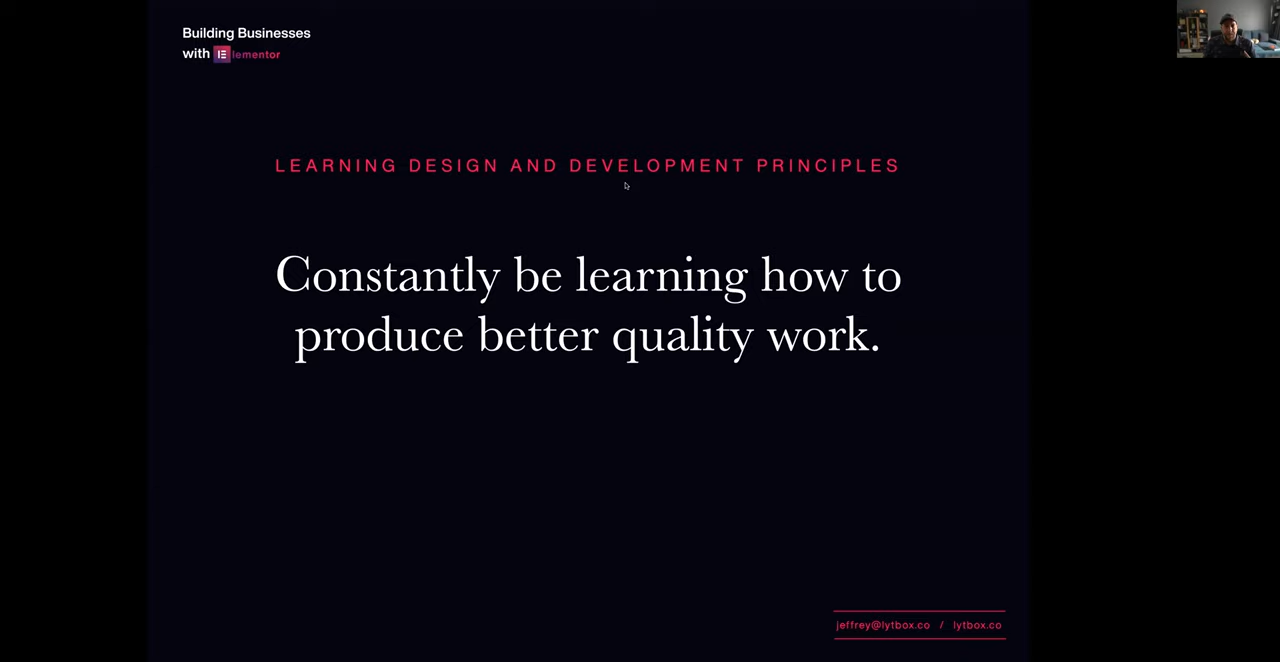 Building Businesses
with elementor
LEARNING DESIGN AND DEVELOPMENT PRINCIPLES
Constantly be learning how to
produce better quality work.
jeffrey@lytbox.co / lytbox.co